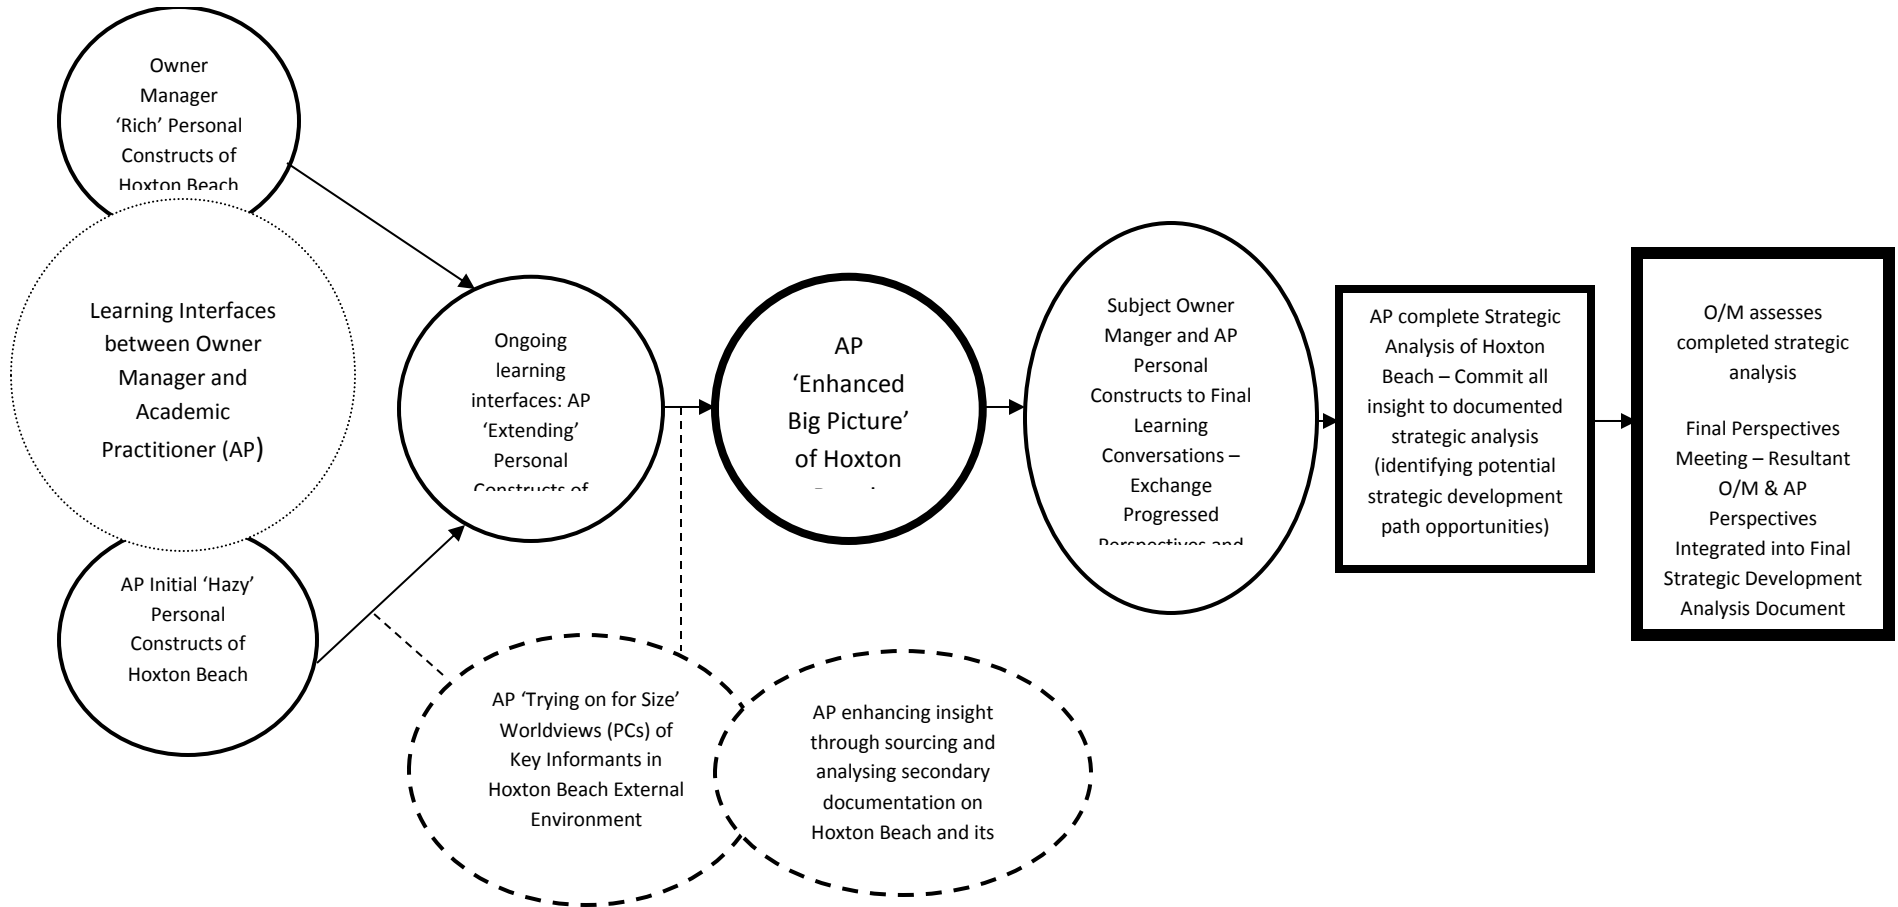 Owner
Manager
‘Rich’ Personal
Constructs of
Hoxton Beach
Learning Interfaces
between Owner
Manager and
Academic
Practitioner (AP)
AP Initial ‘Hazy’
Personal
Constructs of
Hoxton Beach
Ongoing
learning
interfaces: AP
‘Extending’
Personal
Constructs of
AP
‘Enhanced
Big Picture’
of Hoxton
Subject Owner
Manger and AP
Personal
Constructs to Final
Learning
Conversations –
Exchange
Progressed
Perspectives and
AP complete Strategic
Analysis of Hoxton
Beach – Commit all
insight to documented
strategic analysis
(identifying potential
strategic development
path opportunities)
O/M assesses
completed strategic
analysis
Final Perspectives
Meeting – Resultant
O/M & AP
Perspectives
Integrated into Final
Strategic Development
Analysis Document
AP ‘Trying on for Size’
Worldviews (PCs) of
Key Informants in
Hoxton Beach External
Environment
AP enhancing insight
through sourcing and
analysing secondary
documentation on
Hoxton Beach and its